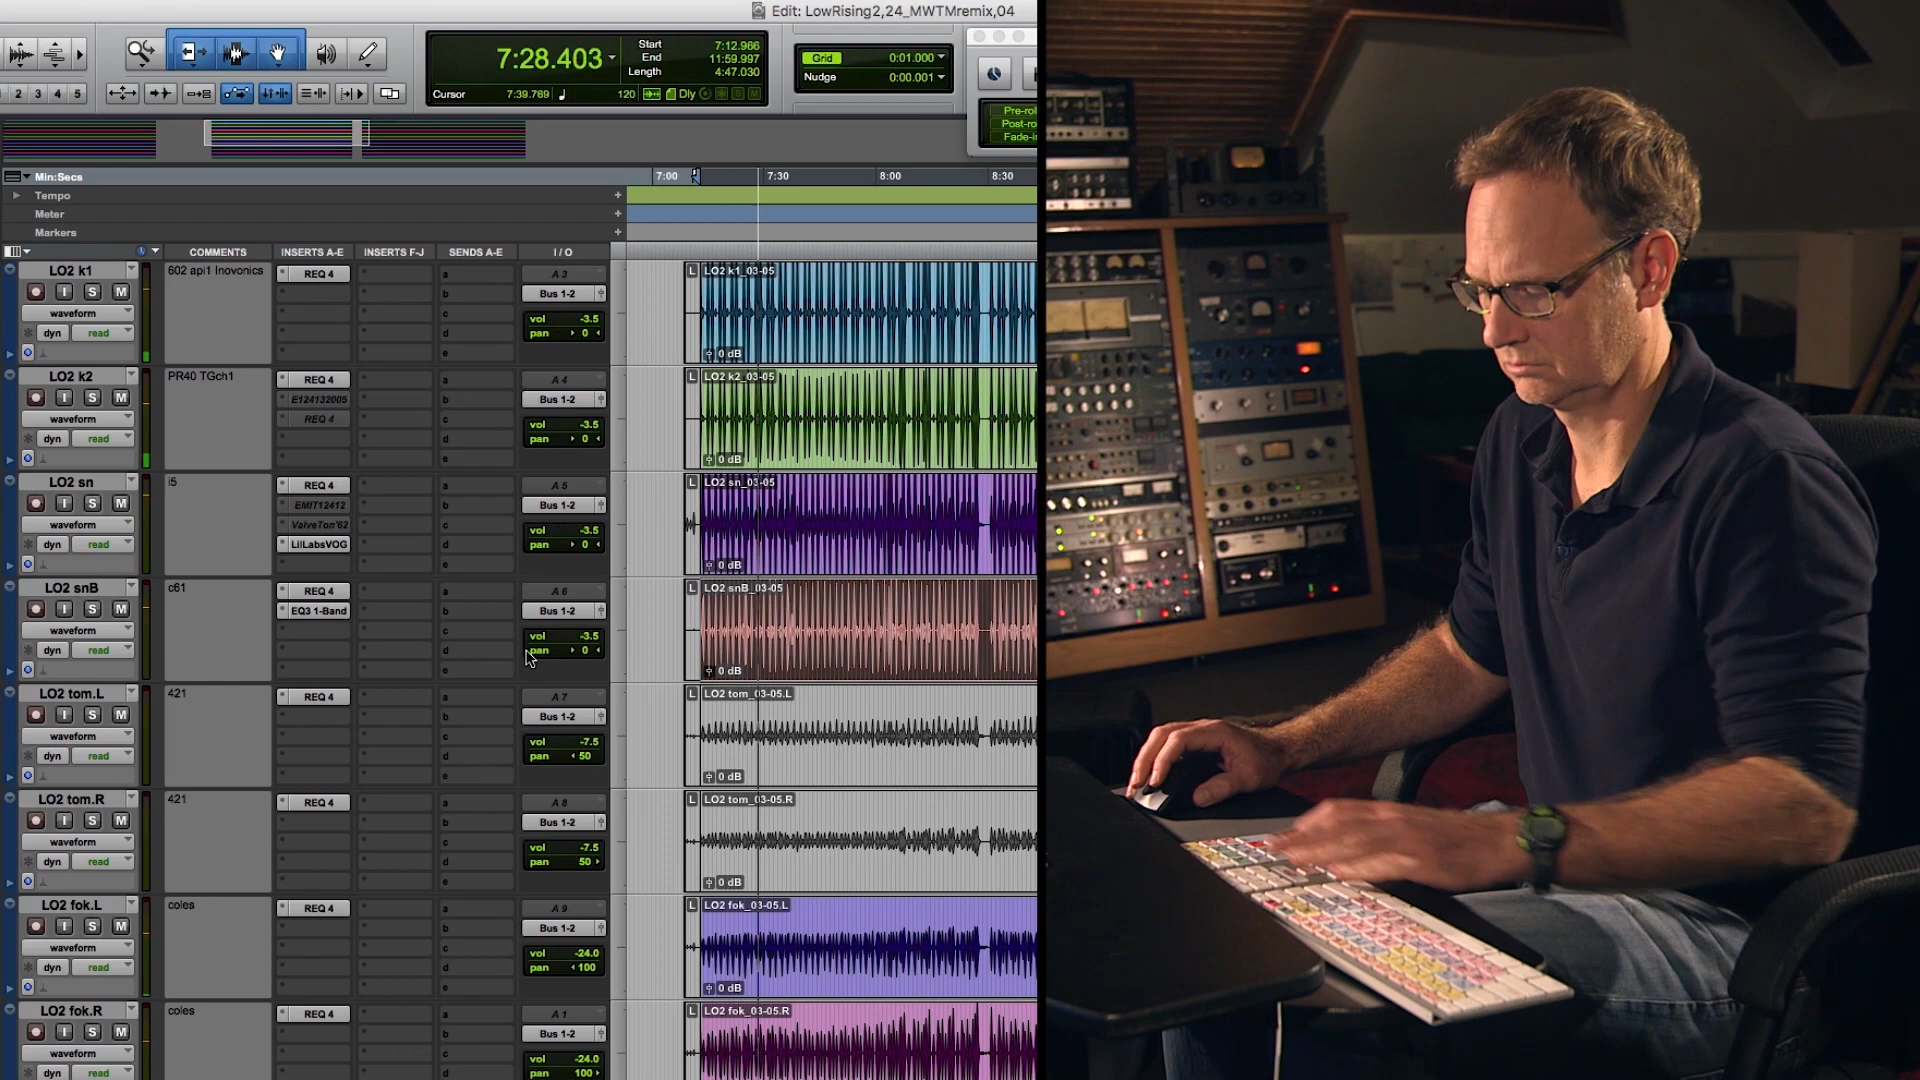 Edit: LowRising2,24_MWTMremix,04
7:28.403
Start 7:12.966
End 11:59.997
Length 4:47.030
Cursor 7:39.769 120 Dly
Grid 0:01.000
Nudge 0:00.001
1 2 3 4 5
Pre-rol
Post-ro
Fade-in
Min:Secs 7:00 7:30 8:00 8:30
Tempo
Meter
Markers
COMMENTS INSERTS A-E INSERTS F-J SENDS A-E I / O
LO2 k1 602 api1 Inovonics REQ 4 a A 3 L LO2 k1_03-05
I S M b Bus 1-2
waveform c vol -3.5
dyn read d pan 0
e 0 dB
LO2 k2 PR40 TGch1 REQ 4 a A 4 L LO2 k2_03-05
I S M E124132005 b Bus 1-2
waveform REQ 4 c vol -3.5
dyn read d pan 0
e 0 dB
LO2 sn i5 REQ 4 a A 5 L LO2 sn_03-05
I S M EMIT12412 b Bus 1-2
waveform ValveTon'62 c vol -3.5
dyn read LilLabsVOG d pan 0
e 0 dB
LO2 snB c61 REQ 4 a A 6 L LO2 snB_03-05
I S M EQ3 1-Band b Bus 1-2
waveform c vol -3.5
dyn read d pan 0
e 0 dB
LO2 tom.L 421 REQ 4 a A 7 L LO2 tom_03-05.L
I S M b Bus 1-2
waveform c vol -7.5
dyn read d pan 50
e 0 dB
LO2 tom.R 421 REQ 4 a A 8 L LO2 tom_03-05.R
I S M b Bus 1-2
waveform c vol -7.5
dyn read d pan 50
e 0 dB
LO2 fok.L coles REQ 4 a A 9 L LO2 fok_03-05.L
I S M b Bus 1-2
waveform c vol -24.0
dyn read d pan 100
e 0 dB
LO2 fok.R coles REQ 4 a A 1 L LO2 fok_03-05.R
I S M b Bus 1-2
waveform c vol -24.0
dyn read d pan 100